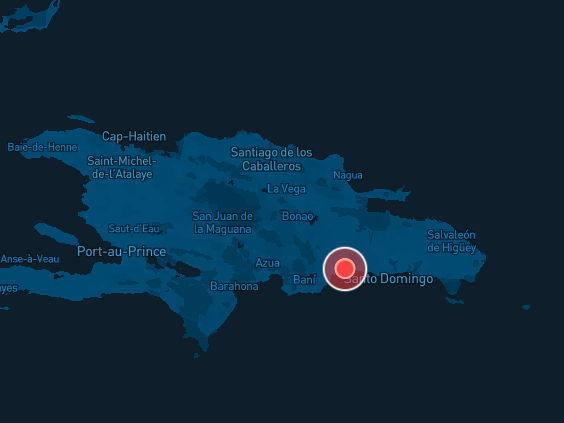 Cap-Haïtien
Baie-de-Henne
Saint-Michel-
de-l'Atalaye
Santiago de los
Caballeros
Nagua
La Vega
San Juan de
la Maguana
Bonao
Saut-d'Eau
Salvaleón
de Higüey
Port-au-Prince
Anse-à-Veau
Azua
Baní
Santo Domingo
Barahona
ayes